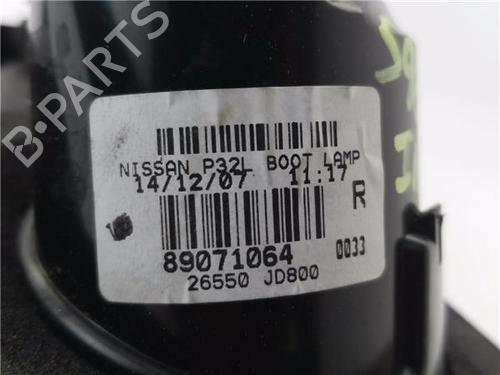 B-PARTS
NISSAN P32L BOOT LAMP
14/12/07 11:17
R
89071064 0033
26550 JD800